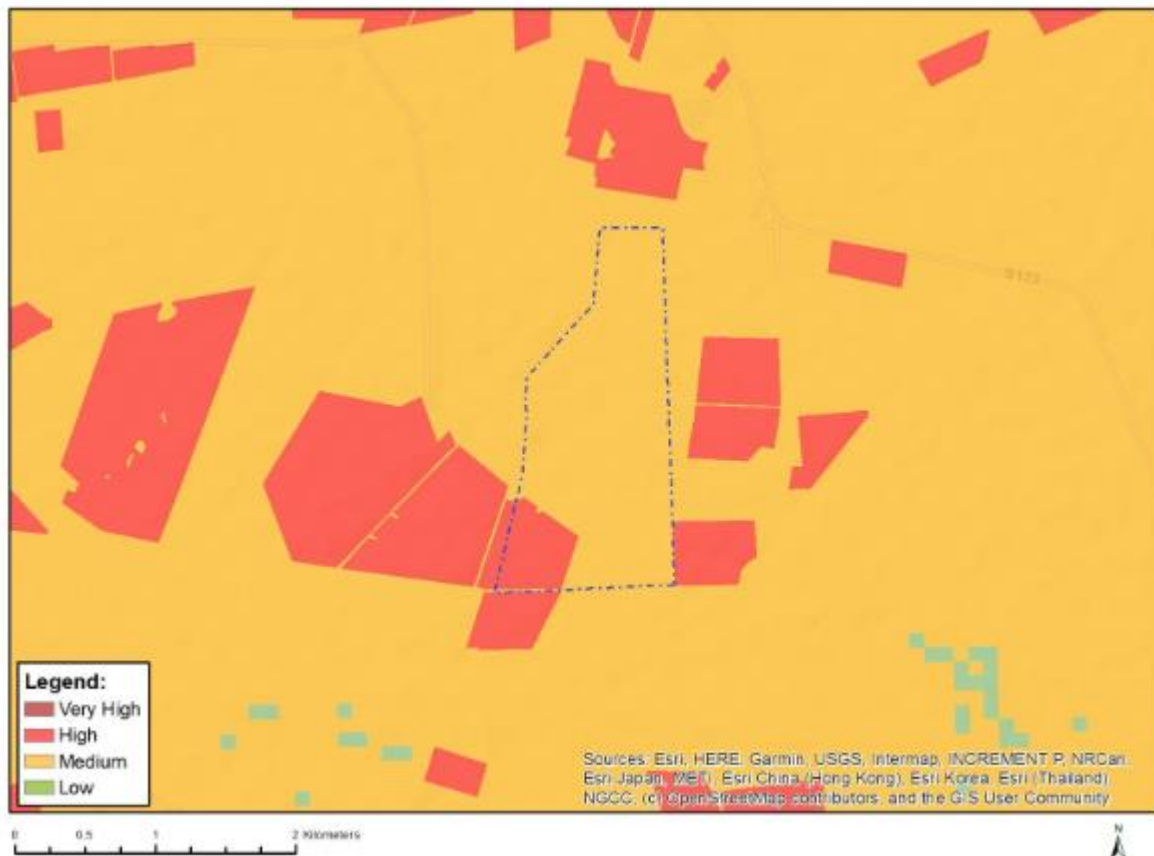 Legend:
Very High
High
Medium
Low
Sources: Esri, HERE, Garmin, USGS, Intermap, INCREMENT P, NRCan,
Esri Japan, METI, Esri China (Hong Kong), Esri Korea, Esri (Thailand),
NGCC, (c) OpenStreetMap contributors, and the GIS User Community
0 0.5 1 2 Kilometers
N